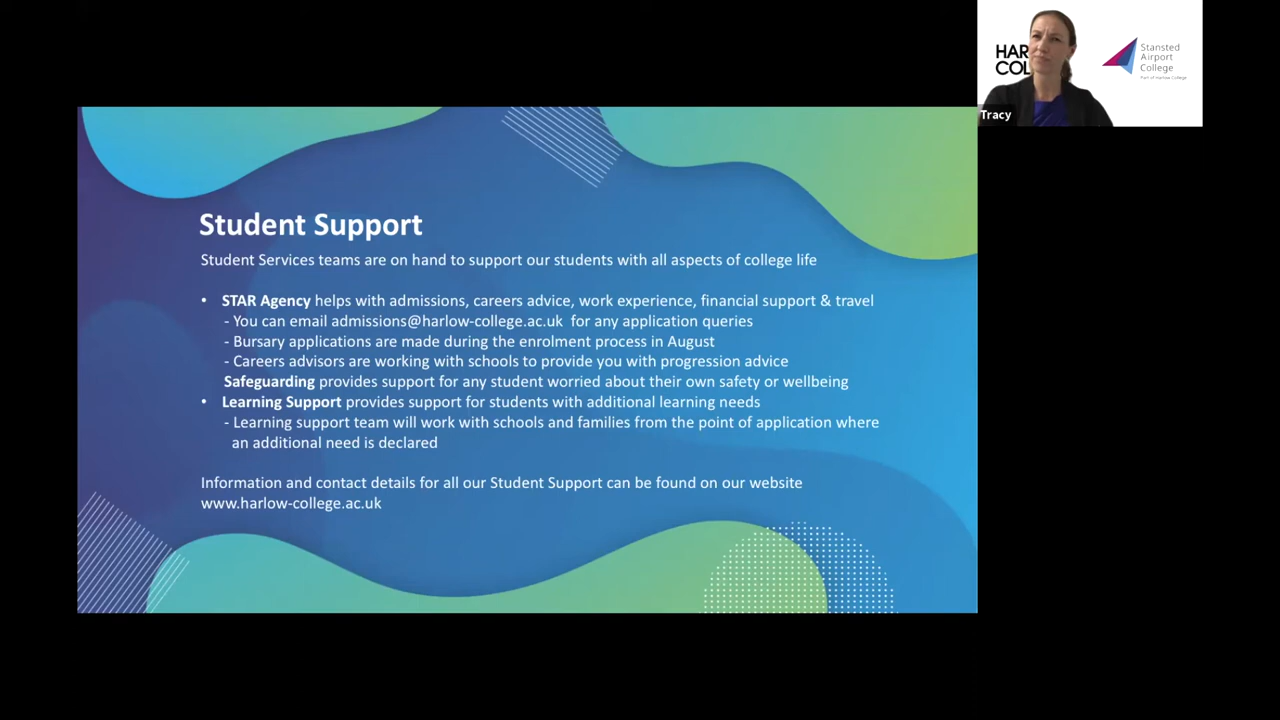 HAR
COL
Stansted
Airport
College
Part of Harlow College
Tracy
Student Support
Student Services teams are on hand to support our students with all aspects of college life
• STAR Agency helps with admissions, careers advice, work experience, financial support & travel
- You can email admissions@harlow-college.ac.uk for any application queries
- Bursary applications are made during the enrolment process in August
- Careers advisors are working with schools to provide you with progression advice
Safeguarding provides support for any student worried about their own safety or wellbeing
• Learning Support provides support for students with additional learning needs
- Learning support team will work with schools and families from the point of application where
an additional need is declared
Information and contact details for all our Student Support can be found on our website
www.harlow-college.ac.uk